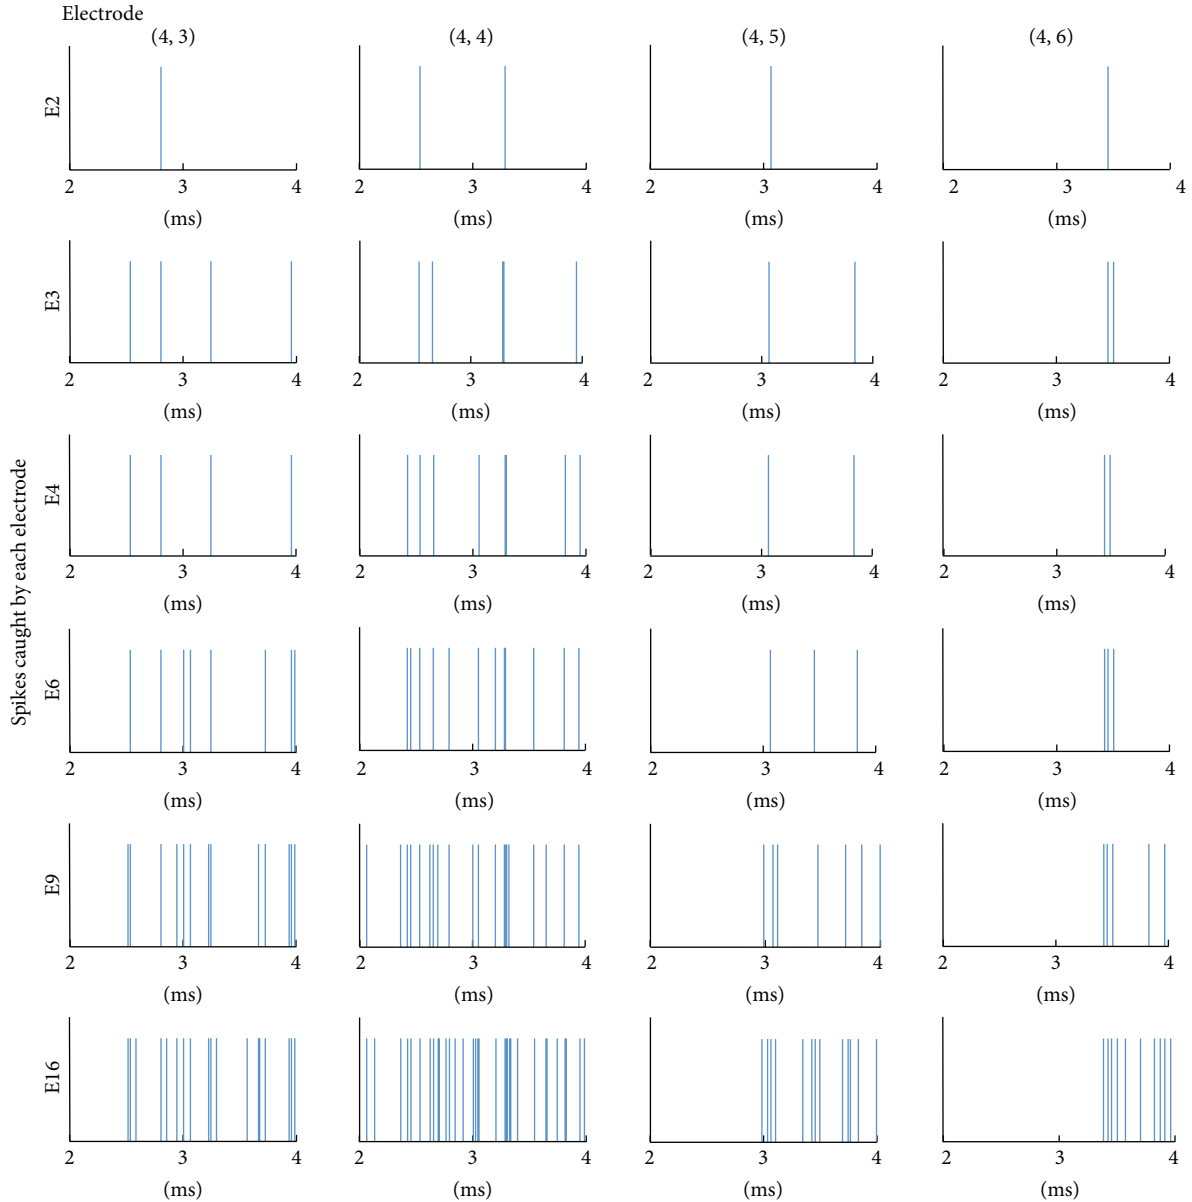 Electrode
(4, 3) (4, 4) (4, 5) (4, 6)
Spikes caught by each electrode
E2
2 3 4 2 3 4 2 3 4 2 3 4
(ms) (ms) (ms) (ms)
E3
2 3 4 2 3 4 2 3 4 2 3 4
(ms) (ms) (ms) (ms)
E4
2 3 4 2 3 4 2 3 4 2 3 4
(ms) (ms) (ms) (ms)
E6
2 3 4 2 3 4 2 3 4 2 3 4
(ms) (ms) (ms) (ms)
E9
2 3 4 2 3 4 2 3 4 2 3 4
(ms) (ms) (ms) (ms)
E16
2 3 4 2 3 4 2 3 4 2 3 4
(ms) (ms) (ms) (ms)